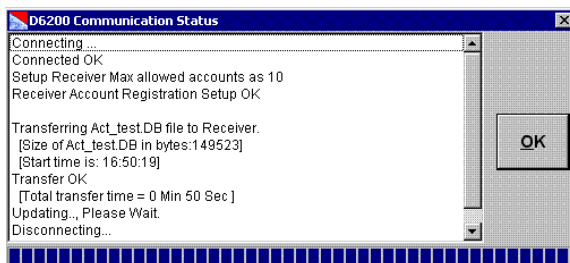 D6200 Communication Status
Connecting ...
Connected OK
Setup Receiver Max allowed accounts as 10
Receiver Account Registration Setup OK
Transferring Act_test.DB file to Receiver.
[Size of Act_test.DB in bytes:149523]
[Start time is: 16:50:19]
Transfer OK
[Total transfer time = 0 Min 50 Sec ]
Updating.., Please Wait.
Disconnecting...
OK